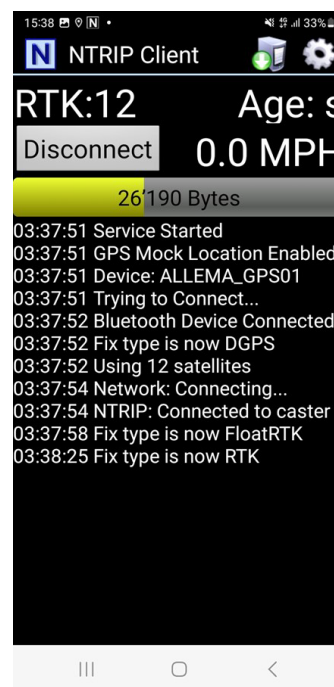 15:38 N • 33%
N NTRIP Client
RTK:12 Age: s
Disconnect 0.0 MPH
26'190 Bytes
03:37:51 Service Started
03:37:51 GPS Mock Location Enabled
03:37:51 Device: ALLEMA_GPS01
03:37:51 Trying to Connect...
03:37:52 Bluetooth Device Connected
03:37:52 Fix type is now DGPS
03:37:52 Using 12 satellites
03:37:54 Network: Connecting...
03:37:54 NTRIP: Connected to caster
03:37:58 Fix type is now FloatRTK
03:38:25 Fix type is now RTK